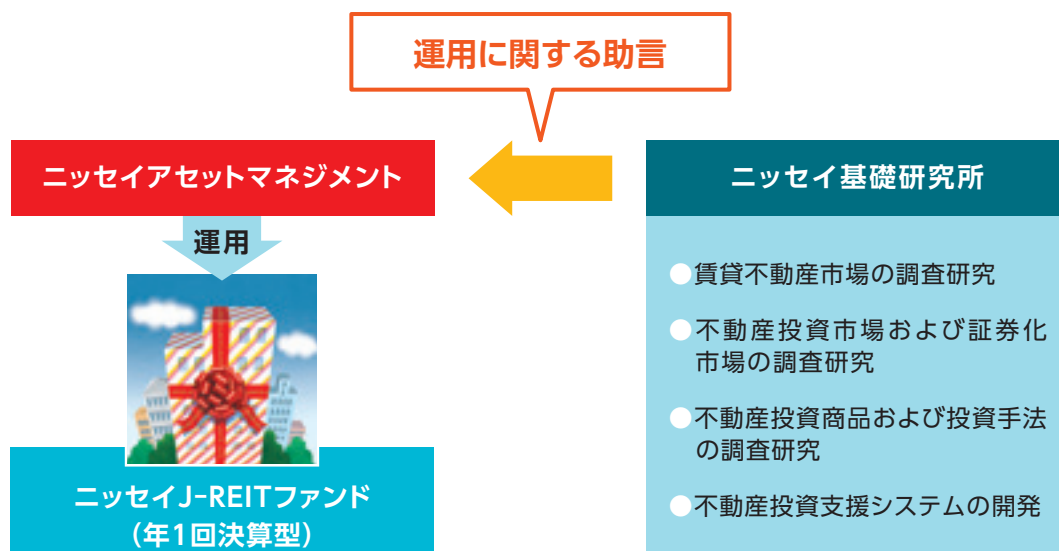 運用に関する助言
ニッセイアセットマネジメント
運用
ニッセイJ-REITファンド
(年1回決算型)
ニッセイ基礎研究所
●賃貸不動産市場の調査研究
●不動産投資市場および証券化
市場の調査研究
●不動産投資商品および投資手法
の調査研究
●不動産投資支援システムの開発